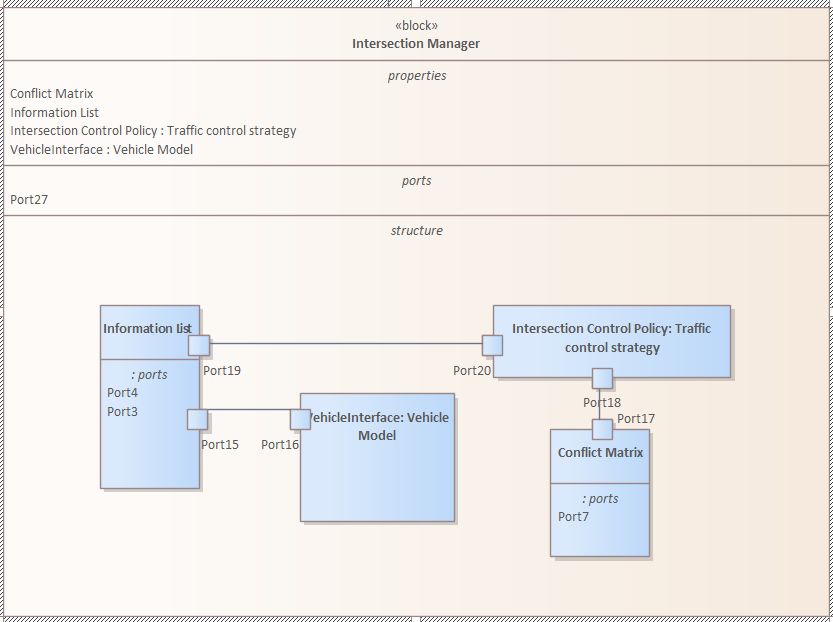 «block»
Intersection Manager
properties
Conflict Matrix
Information List
Intersection Control Policy : Traffic control strategy
VehicleInterface : Vehicle Model
ports
Port27
structure
Information List
: ports
Port4
Port3
Port19
Port15
Port16
VehicleInterface: Vehicle
Model
Port20
Intersection Control Policy: Traffic
control strategy
Port18
Port17
Conflict Matrix
: ports
Port7